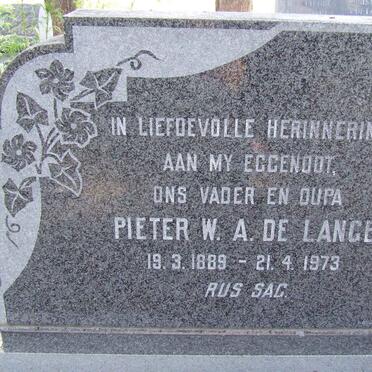 IN LIEFDEVOLLE HERINNERIN
AAN MY EGGENOOT,
ONS VADER EN OUPA
PIETER W. A. DE LANGE
19. 3. 1889 - 21. 4. 1973
RUS SAG.